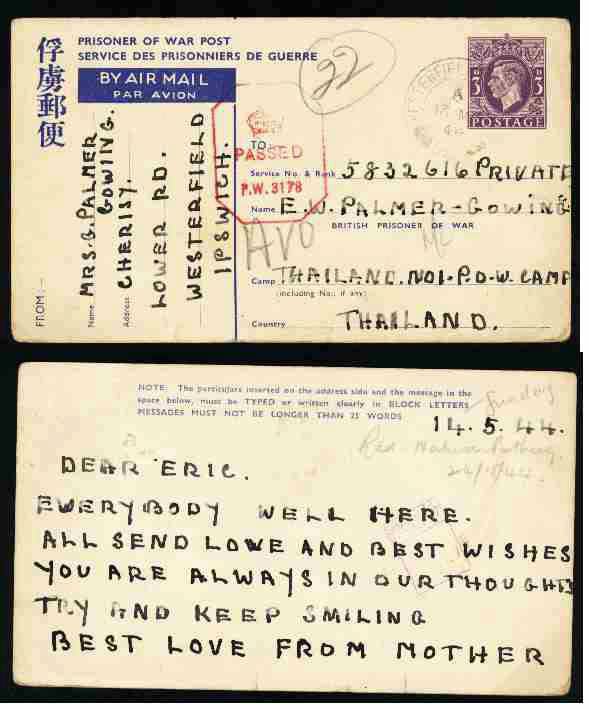 俘虜郵便
PRISONER OF WAR POST
SERVICE DES PRISONNIERS DE GUERRE
BY AIR MAIL
PAR AVION
22
3D 3D
POSTAGE
PASSED
P.W. 3178
FROM :—
Name MRS. G. PALMER
GOWING.
Address CHERISY.
LOWER RD.
WESTERFIELD
IPSWICH.
TO:
Service No. & Rank 5832616 PRIVATE
Name E.W. PALMER-GOWING
BRITISH PRISONER OF WAR
Camp THAILAND. NO1-P.O.W. CAMP
(including No., if any)
Country THAILAND.
NOTE: The particulars inserted on the address side and the message in the
space below, must be TYPED or written clearly in BLOCK LETTERS
MESSAGES MUST NOT BE LONGER THAN 25 WORDS
14.5.44.
DEAR ERIC.
EVERYBODY WELL HERE.
ALL SEND LOVE AND BEST WISHES
YOU ARE ALWAYS IN OUR THOUGHTS
TRY AND KEEP SMILING
BEST LOVE FROM MOTHER